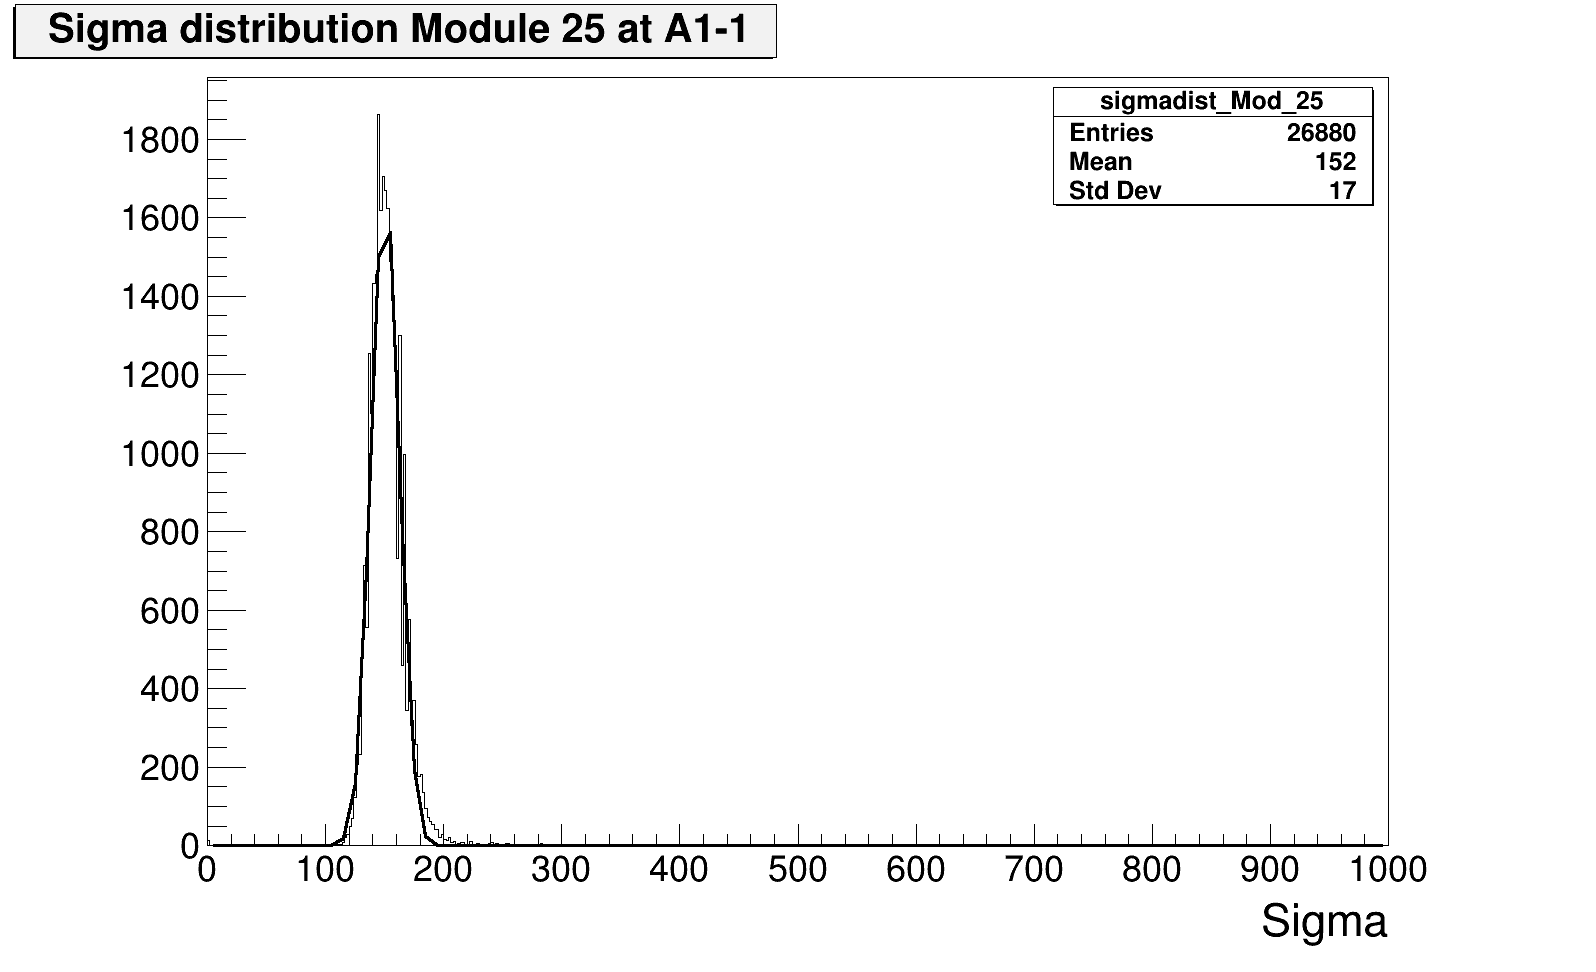 Sigma distribution Module 25 at A1-1
sigmadist_Mod_25
Entries 26880
Mean 152
Std Dev 17
1800
1600
1400
1200
1000
800
600
400
200
0
0 100 200 300 400 500 600 700 800 900 1000
Sigma